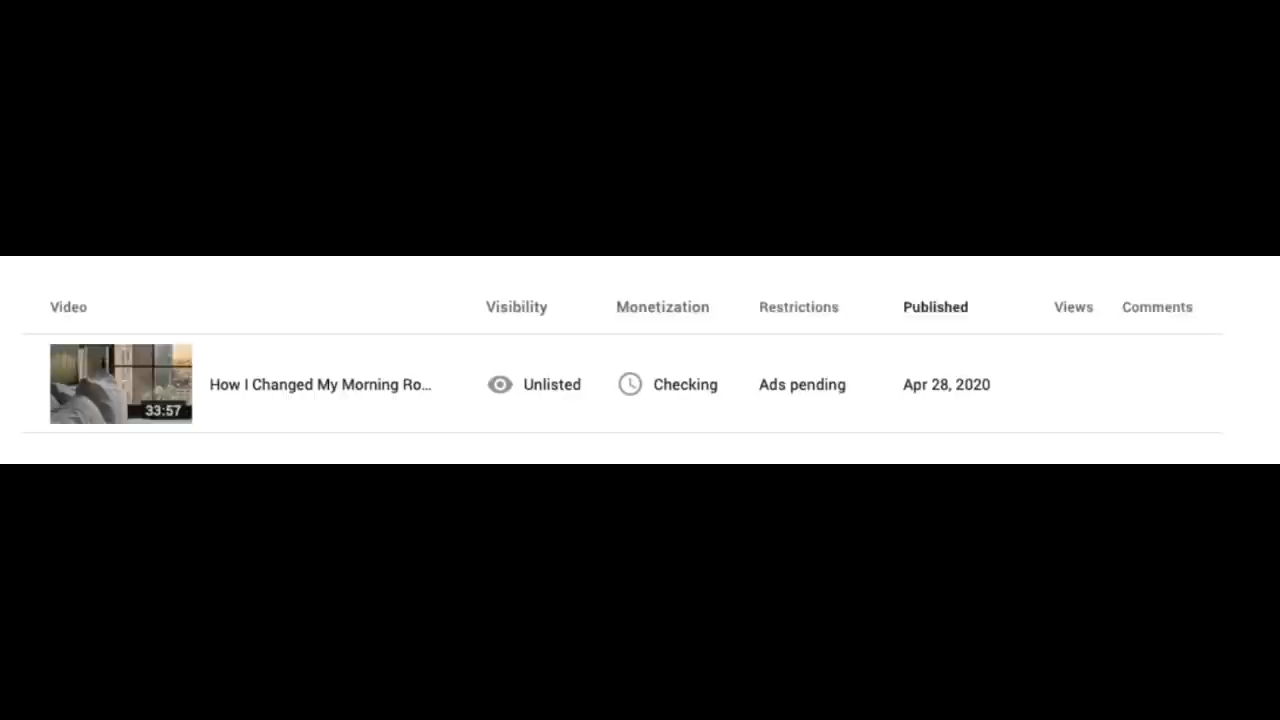 Video Visibility Monetization Restrictions Published Views Comments
33:57 How I Changed My Morning Ro... Unlisted Checking Ads pending Apr 28, 2020